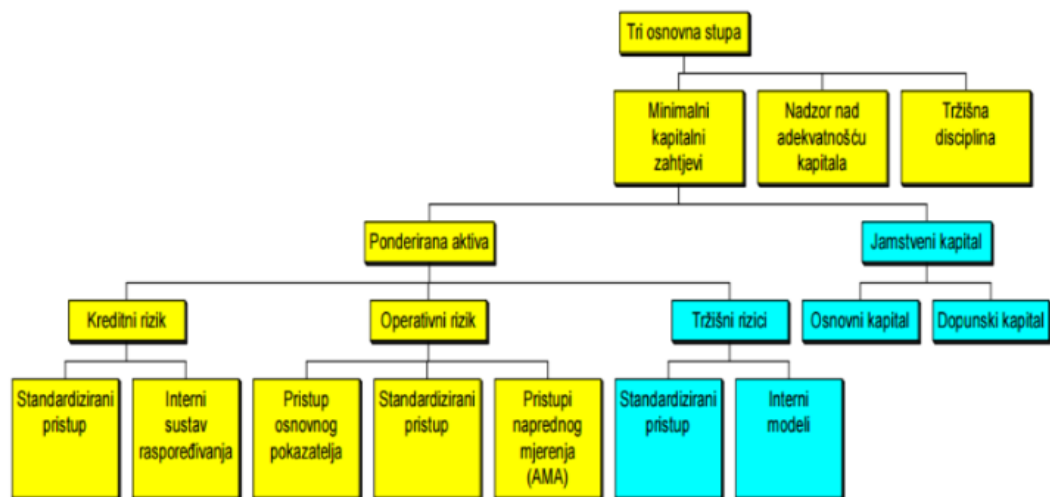 Tri osnovna stupa
Minimalni
kapitalni
zahtjevi
Nadzor nad
adekvatnošću
kapitala
Tržišna
disciplina
Ponderirana aktiva
Jamstveni kapital
Kreditni rizik
Operativni rizik
Tržišni rizici
Osnovni kapital
Dopunski kapital
Standardizirani
pristup
Interni
sustav
raspoređivanja
Pristup
osnovnog
pokazatelja
Standardizirani
pristup
Pristupi
naprednog
mjerenja
(AMA)
Standardizirani
pristup
Interni
modeli